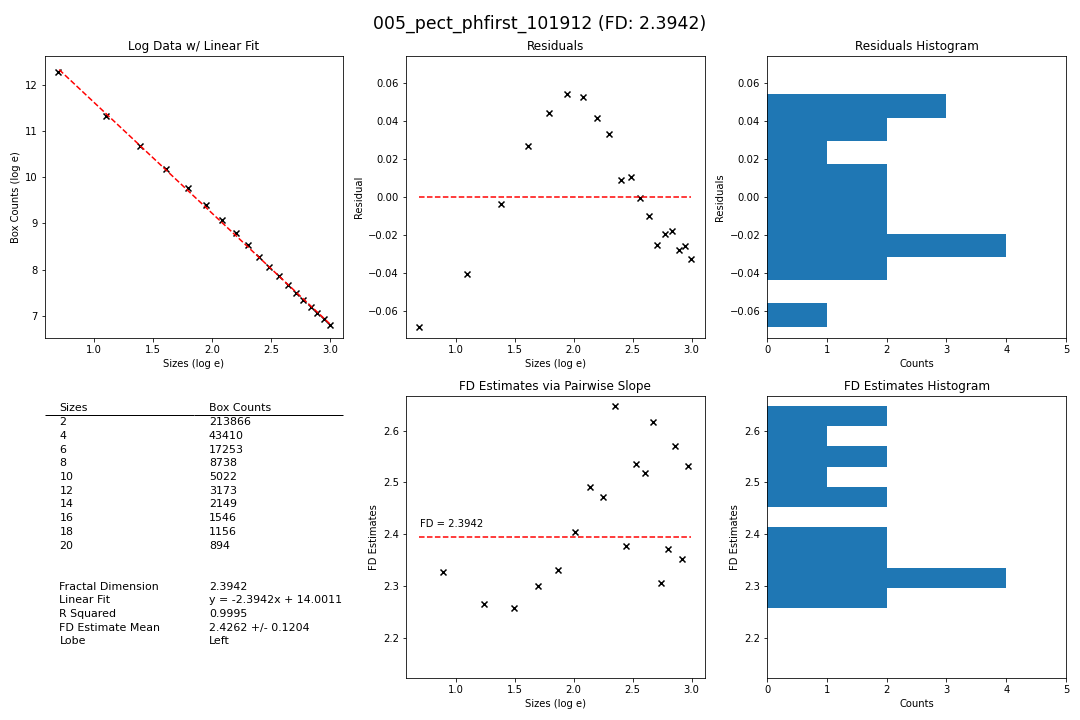 005_pect_phfirst_101912 (FD: 2.3942)
Log Data w/ Linear Fit
Box Counts (log e)
12
11
10
9
8
7
1.0 1.5 2.0 2.5 3.0
Sizes (log e)
Residuals
Residual
0.06
0.04
0.02
0.00
−0.02
−0.04
−0.06
1.0 1.5 2.0 2.5 3.0
Sizes (log e)
Residuals Histogram
Residuals
0.06
0.04
0.02
0.00
−0.02
−0.04
−0.06
0 1 2 3 4 5
Counts
Sizes Box Counts
2 213866
4 43410
6 17253
8 8738
10 5022
12 3173
14 2149
16 1546
18 1156
20 894
Fractal Dimension 2.3942
Linear Fit y = -2.3942x + 14.0011
R Squared 0.9995
FD Estimate Mean 2.4262 +/- 0.1204
Lobe Left
FD Estimates via Pairwise Slope
FD Estimates
2.6
2.5
2.4
2.3
2.2
FD = 2.3942
1.0 1.5 2.0 2.5 3.0
Sizes (log e)
FD Estimates Histogram
FD Estimates
2.6
2.5
2.4
2.3
2.2
0 1 2 3 4 5
Counts